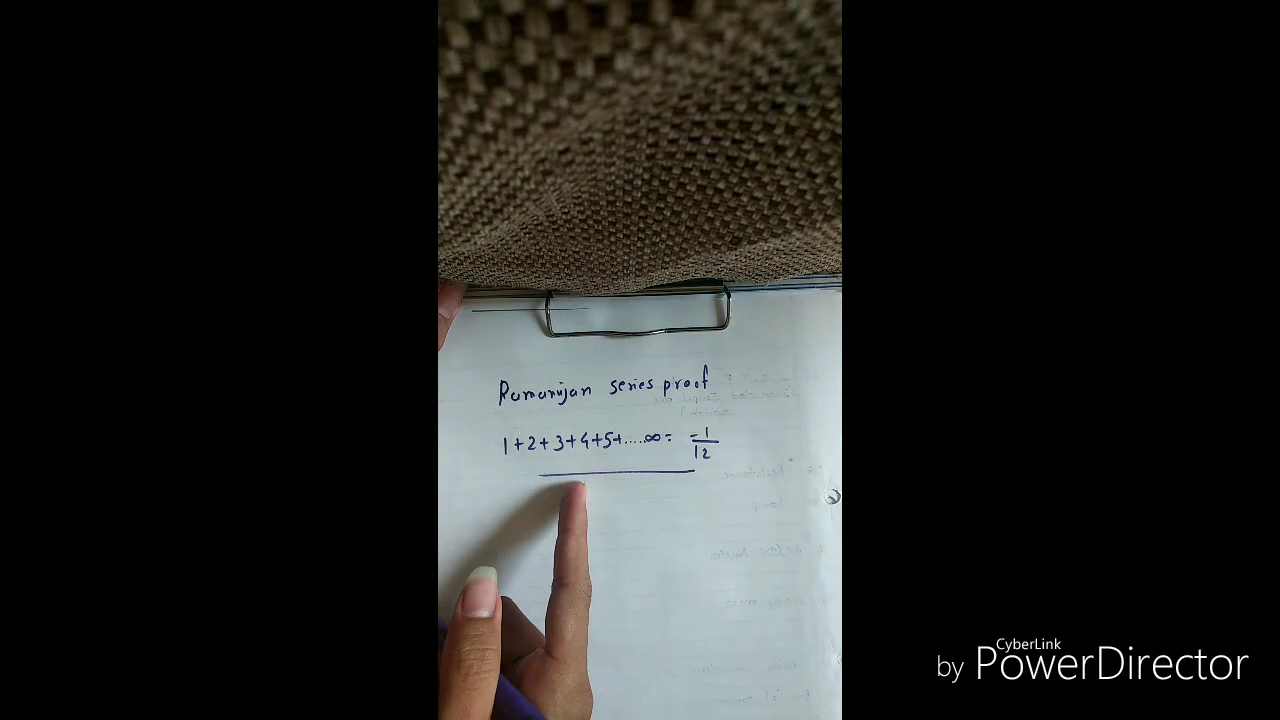 Ramanujan series proof
1+2+3+4+5+.....∞= -1/12
CyberLink
by PowerDirector